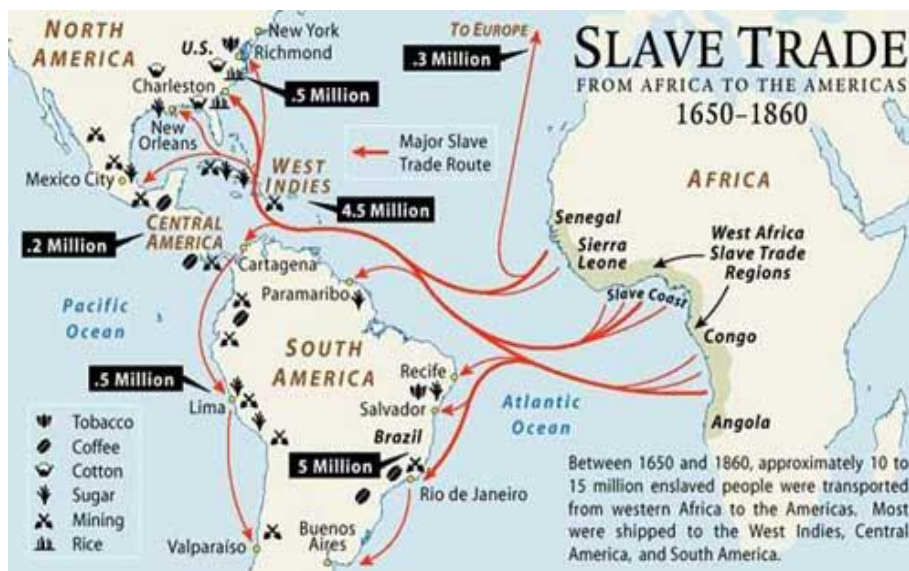 SLAVE TRADE
FROM AFRICA TO THE AMERICAS
1650–1860
NORTH
AMERICA
U.S.
New York
Richmond
Charleston
.5 Million
New
Orleans
Mexico City
WEST
INDIES
4.5 Million
CENTRAL
AMERICA
.2 Million
TO EUROPE
.3 Million
Major Slave
Trade Route
AFRICA
Senegal
Sierra
Leone
West Africa
Slave Trade
Regions
Slave Coast
Congo
Angola
Cartagena
Paramaribo
Pacific
Ocean
SOUTH
AMERICA
.5 Million
Lima
Recife
Salvador
Brazil
5 Million
Rio de Janeiro
Atlantic
Ocean
Buenos
Aires
Valparaíso
Tobacco
Coffee
Cotton
Sugar
Mining
Rice
Between 1650 and 1860, approximately 10 to
15 million enslaved people were transported
from western Africa to the Americas. Most
were shipped to the West Indies, Central
America, and South America.